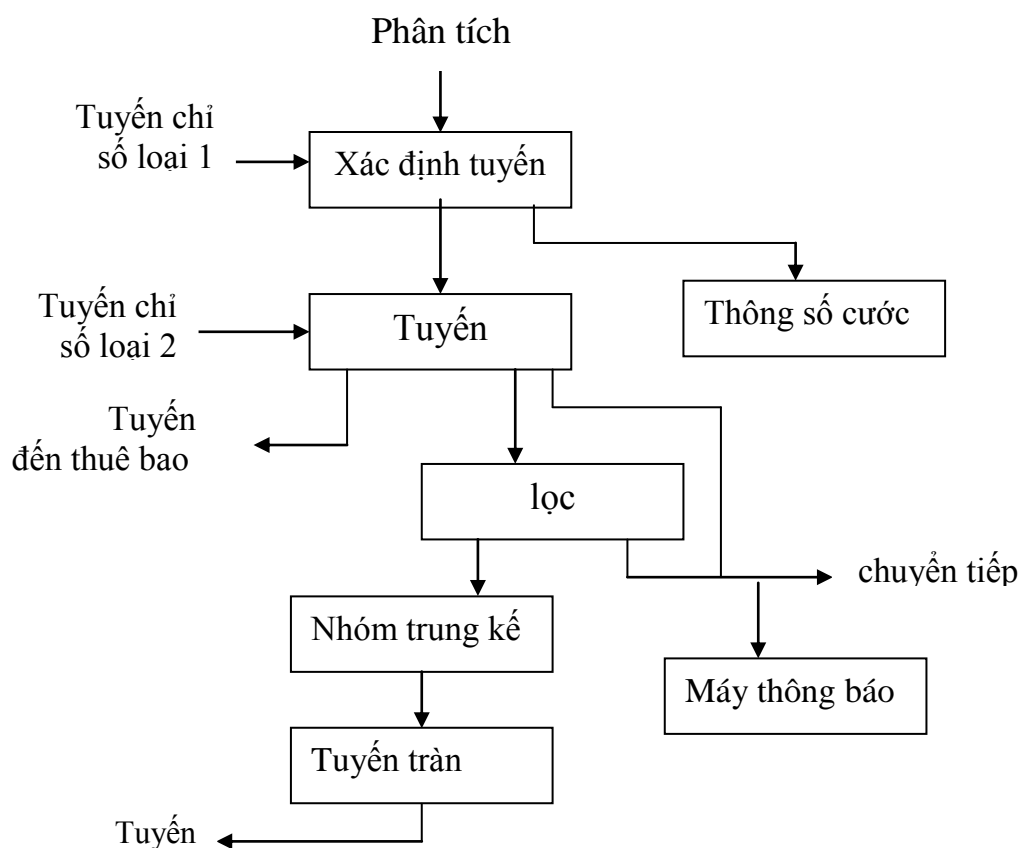 Phân tích
Tuyến chỉ
số loại 1
Xác định tuyến
Tuyến chỉ
số loại 2
Tuyến
Thông số cước
Tuyến
đến thuê bao
lọc
chuyển tiếp
Nhóm trung kế
Máy thông báo
Tuyến tràn
Tuyến